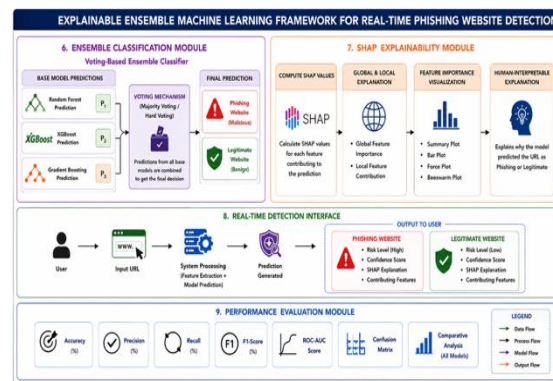 EXPLAINABLE ENSEMBLE MACHINE LEARNING FRAMEWORK FOR REAL-TIME PHISHING WEBSITE DETECTION
6. ENSEMBLE CLASSIFICATION MODULE
Voting-Based Ensemble Classifier
BASE MODEL PREDICTIONS
Random Forest
Prediction
P1
XGBoost
XGBoost
Prediction
P2
Gradient Boosting
Prediction
P3
VOTING MECHANISM
(Majority Voting /
Hard Voting)
Predictions from all base
models are combined
to get the final decision
FINAL PREDICTION
Phishing
Website
(Malicious)
Legitimate
Website
(Benign)
7. SHAP EXPLAINABILITY MODULE
COMPUTE SHAP VALUES
SHAP
Calculate SHAP values
for each feature
contributing to
the prediction
GLOBAL & LOCAL
EXPLANATION
• Global Feature
Importance
• Local Feature
Contribution
FEATURE IMPORTANCE
VISUALIZATION
• Summary Plot
• Bar Plot
• Force Plot
• Beeswarm Plot
HUMAN-INTERPRETABLE
EXPLANATION
Explains why the model
predicted the URL as
Phishing or Legitimate
8. REAL-TIME DETECTION INTERFACE
User
www.
Input URL
System Processing
(Feature Extraction +
Model Prediction)
Prediction
Generated
OUTPUT TO USER
PHISHING WEBSITE
• Risk Level (High)
• Confidence Score
• SHAP Explanation
• Contributing Features
LEGITIMATE WEBSITE
• Risk Level (Low)
• Confidence Score
• SHAP Explanation
• Contributing Features
9. PERFORMANCE EVALUATION MODULE
Accuracy
(%)
Precision
(%)
Recall
(%)
F1
F1-Score
(%)
ROC-AUC
Score
Confusion
Matrix
Comparative
Analysis
(All Models)
LEGEND
Data Flow
Process Flow
Model Flow
Output Flow